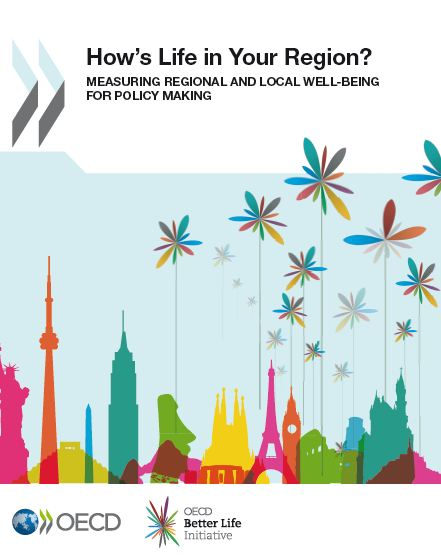 How's Life in Your Region?
MEASURING REGIONAL AND LOCAL WELL-BEING
FOR POLICY MAKING
OECD
OECD
Better Life
Initiative